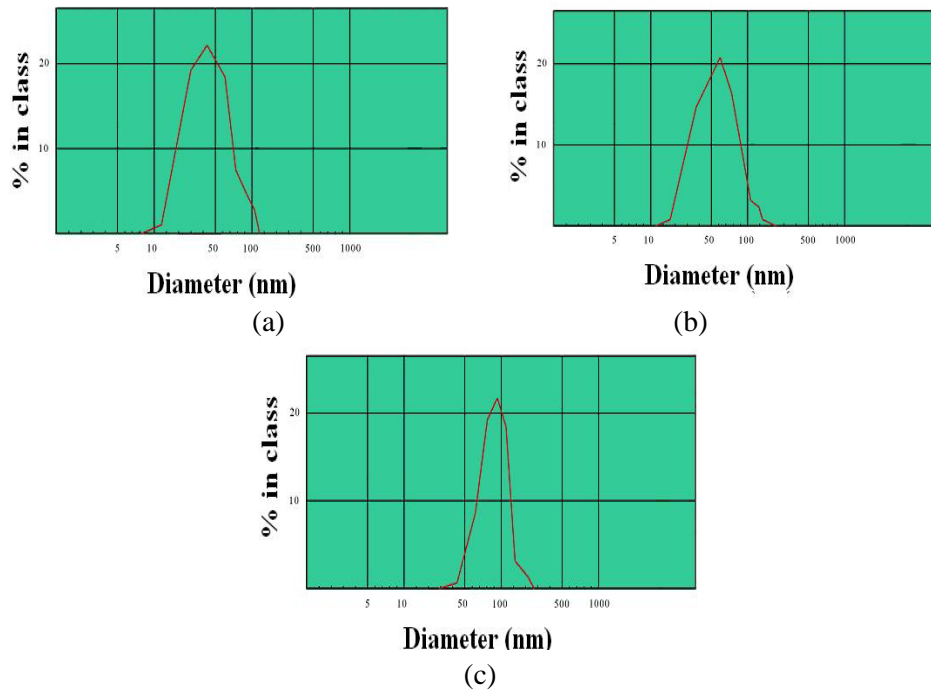 % in class
20
10
5 10 50 100 500 1000
Diameter (nm)
(a)
% in class
20
10
5 10 50 100 500 1000
Diameter (nm)
(b)
% in class
20
10
5 10 50 100 500 1000
Diameter (nm)
(c)